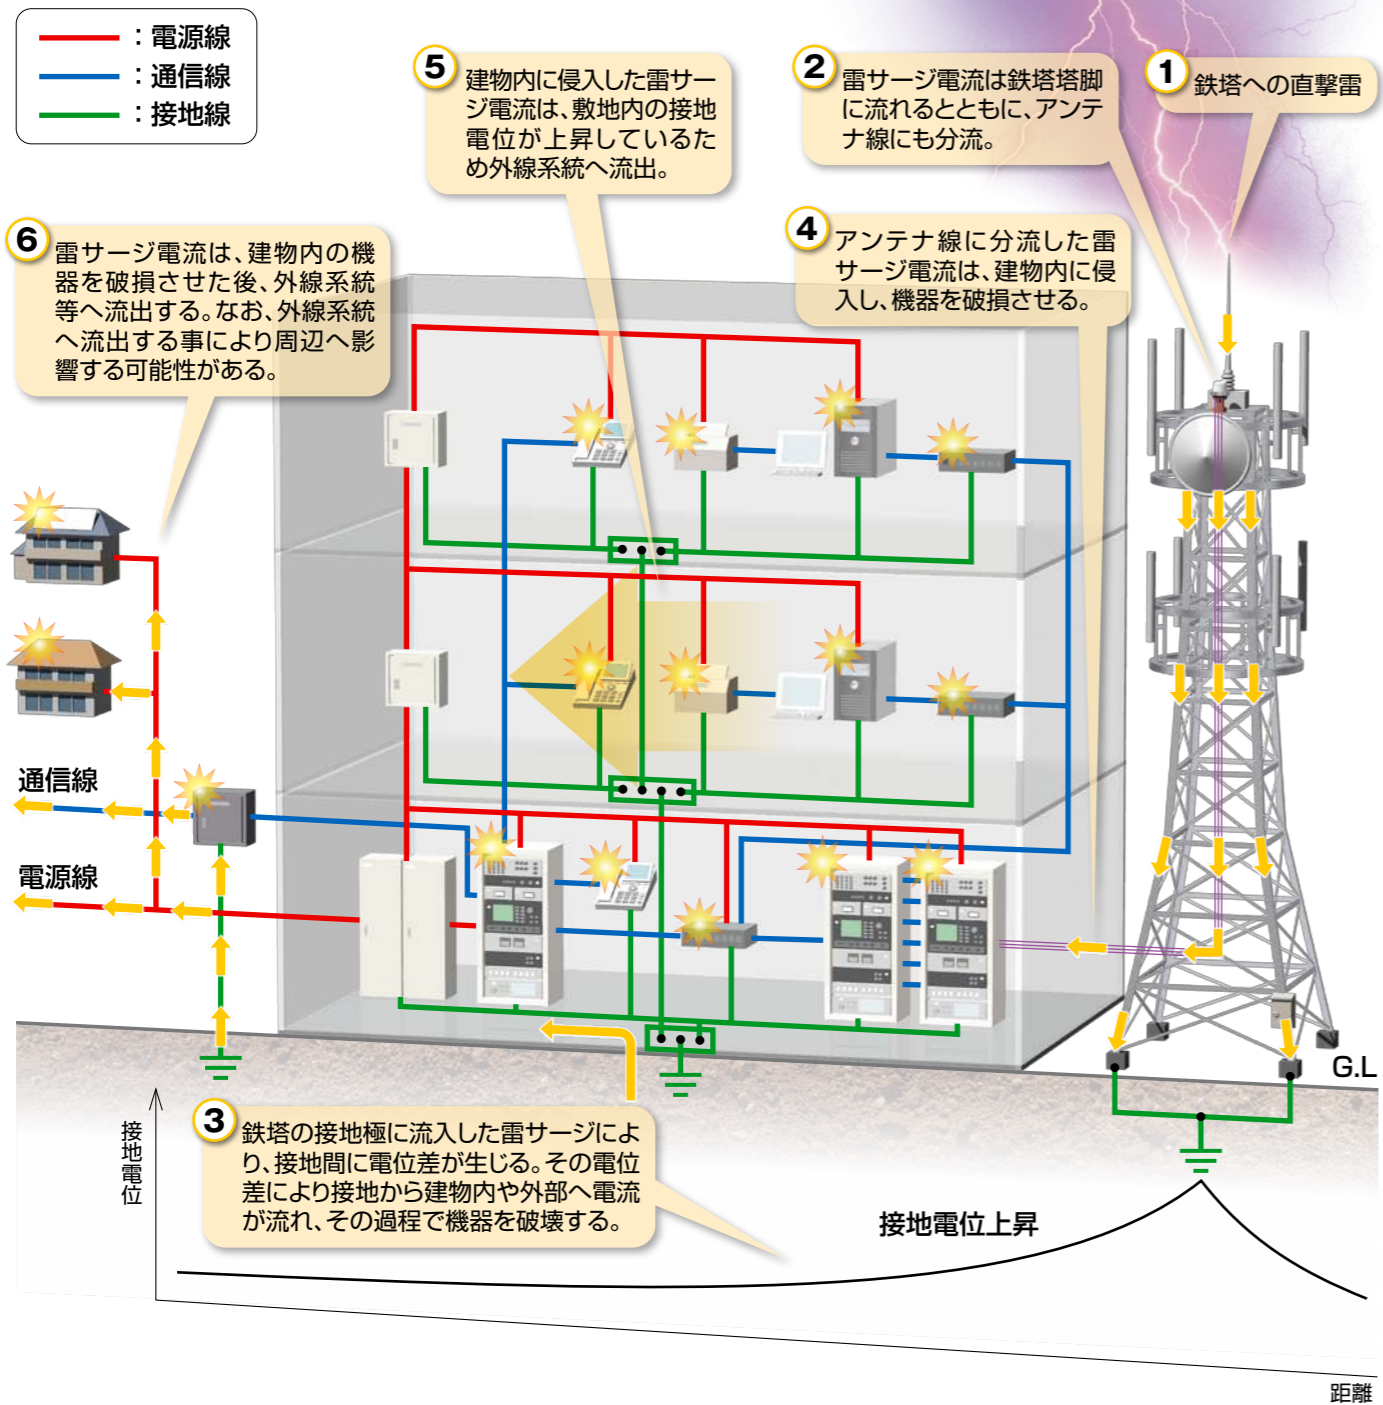 ：電源線
：通信線
：接地線
1
鉄塔への直撃雷
2
雷サージ電流は鉄塔塔脚
に流れるとともに、アンテ
ナ線にも分流。
5
建物内に侵入した雷サー
ジ電流は、敷地内の接地
電位が上昇しているた
め外線系統へ流出。
4
アンテナ線に分流した雷
サージ電流は、建物内に侵
入し、機器を破損させる。
6
雷サージ電流は、建物内の機
器を破損させた後、外線系統
等へ流出する。なお、外線系統
へ流出する事により周辺へ影
響する可能性がある。
通信線
電源線
G.L
3
鉄塔の接地極に流入した雷サージによ
り、接地間に電位差が生じる。その電位
差により接地から建物内や外部へ電流
が流れ、その過程で機器を破壊する。
接地電位
接地電位上昇
距離